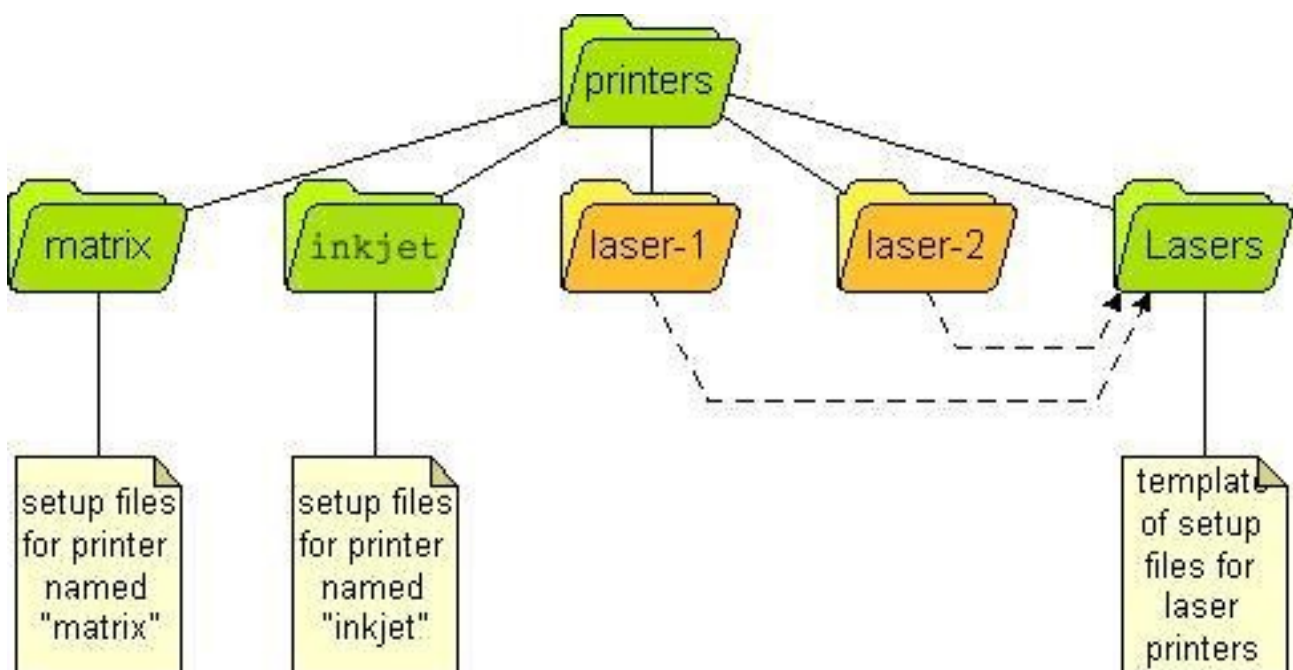 printers
matrix
inkjet
laser-1
laser-2
Lasers
setup files
for printer
named
"matrix"
setup files
for printer
named
"inkjet"
template
of setup
files for
laser
printers